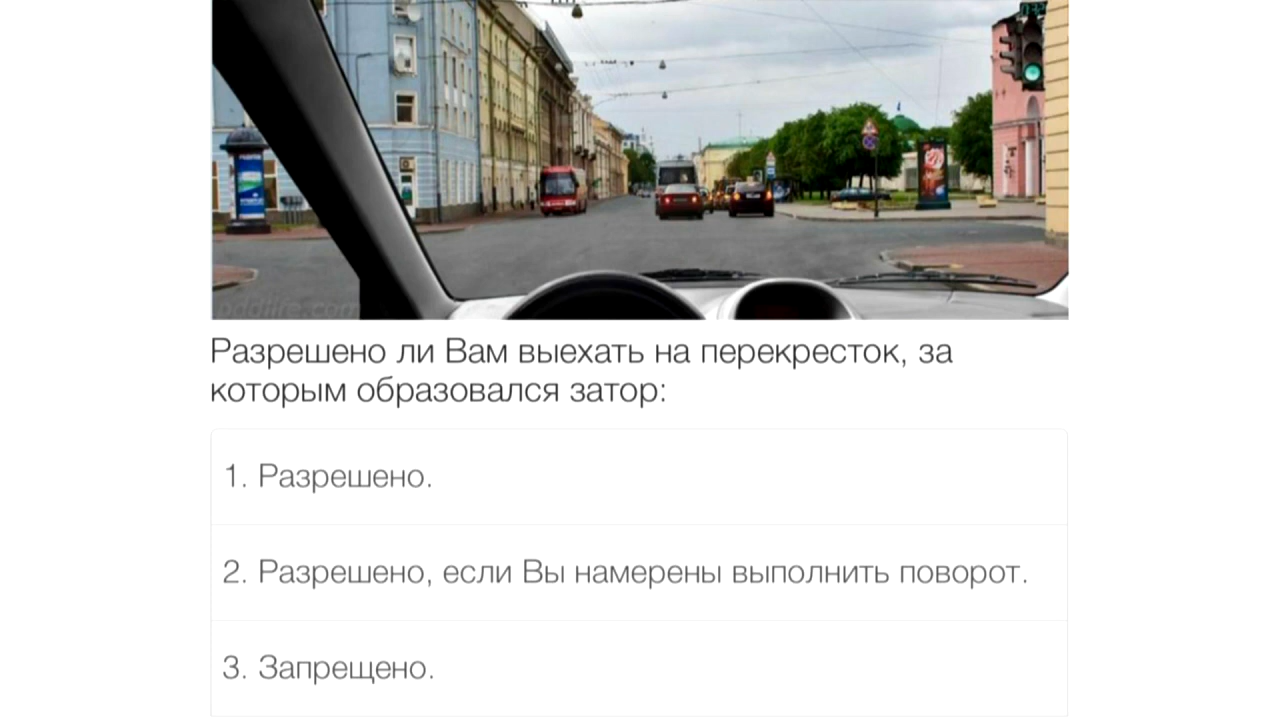 Разрешено ли Вам выехать на перекресток, за
которым образовался затор:
1. Разрешено.
2. Разрешено, если Вы намерены выполнить поворот.
3. Запрещено.